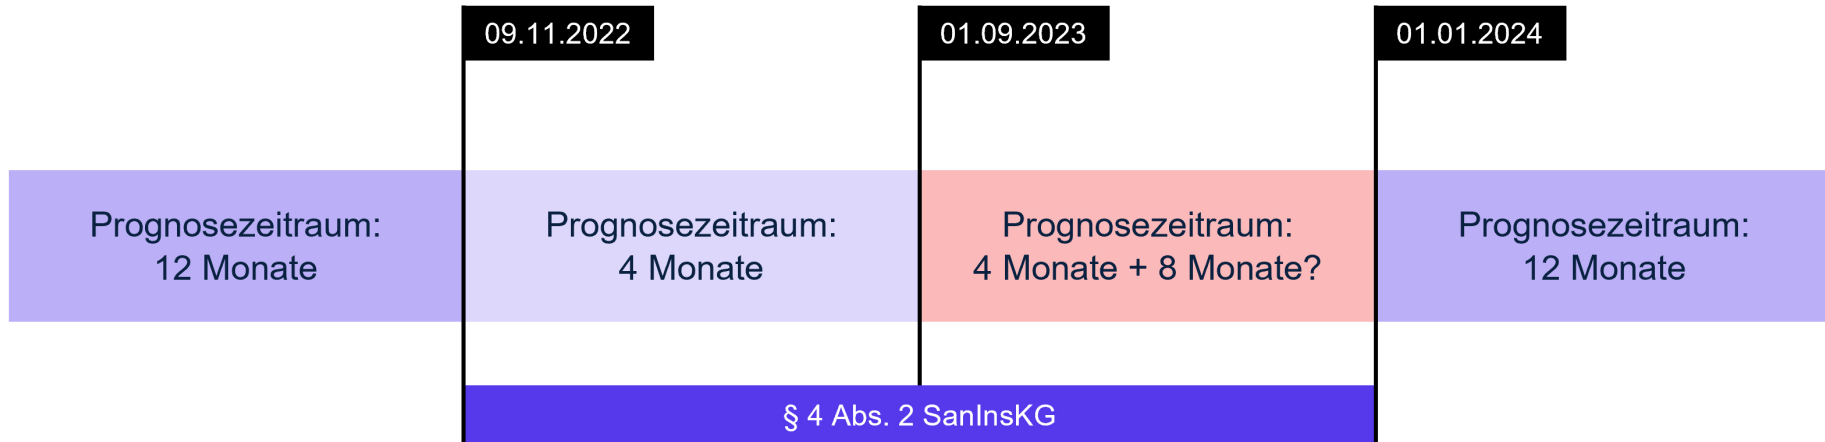 09.11.2022
01.09.2023
01.01.2024
Prognosezeitraum:
12 Monate
Prognosezeitraum:
4 Monate
Prognosezeitraum:
4 Monate + 8 Monate?
Prognosezeitraum:
12 Monate
§ 4 Abs. 2 SanInsKG